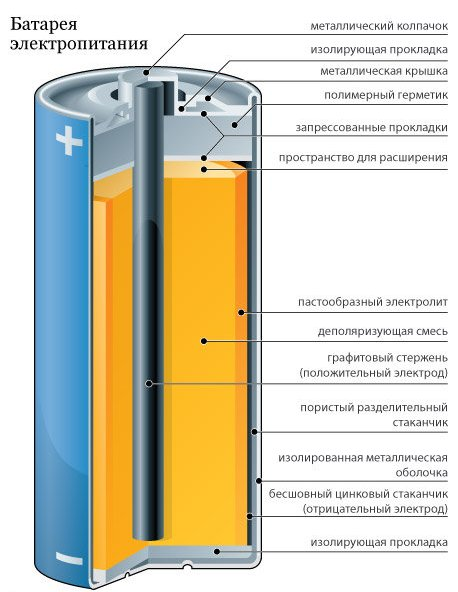 Батарея
электропитания
металлический колпачок
изолирующая прокладка
металлическая крышка
полимерный герметик
запрессованные прокладки
пространство для расширения
+
пастообразный электролит
деполяризующая смесь
графитовый стержень
(положительный электрод)
пористый разделительный
стаканчик
изолированная металлическая
оболочка
бесшовный цинковый стаканчик
(отрицательный электрод)
изолирующая прокладка
−